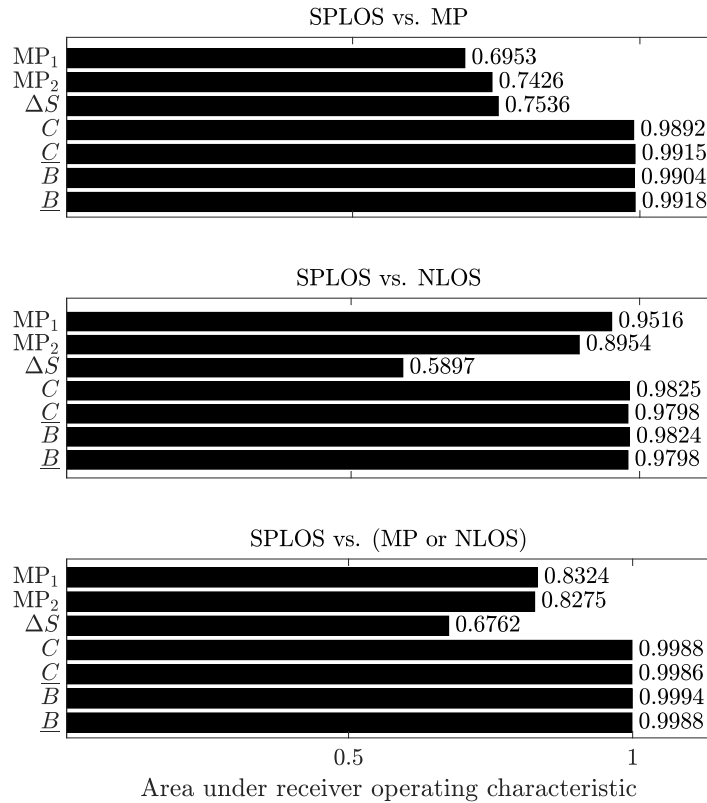 SPLOS vs. MP
MP₁ 0.6953
MP₂ 0.7426
ΔS 0.7536
C 0.9892
C̲ 0.9915
B 0.9904
B̲ 0.9918
SPLOS vs. NLOS
MP₁ 0.9516
MP₂ 0.8954
ΔS 0.5897
C 0.9825
C̲ 0.9798
B 0.9824
B̲ 0.9798
SPLOS vs. (MP or NLOS)
MP₁ 0.8324
MP₂ 0.8275
ΔS 0.6762
C 0.9988
C̲ 0.9986
B 0.9994
B̲ 0.9988
0.5 1
Area under receiver operating characteristic